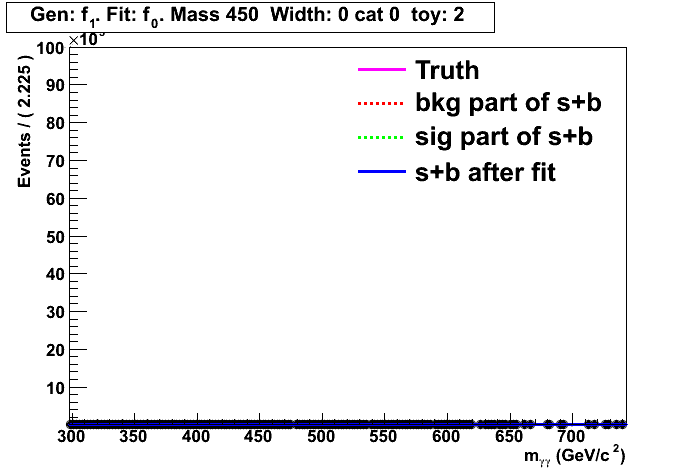 Gen: f1. Fit: f0. Mass 450 Width: 0 cat 0 toy: 2
×10
100
90
80
70
60
50
40
30
20
10
Events / ( 2.225 )
Truth
bkg part of s+b
sig part of s+b
s+b after fit
300 350 400 450 500 550 600 650 700
mγγ (GeV/c2)